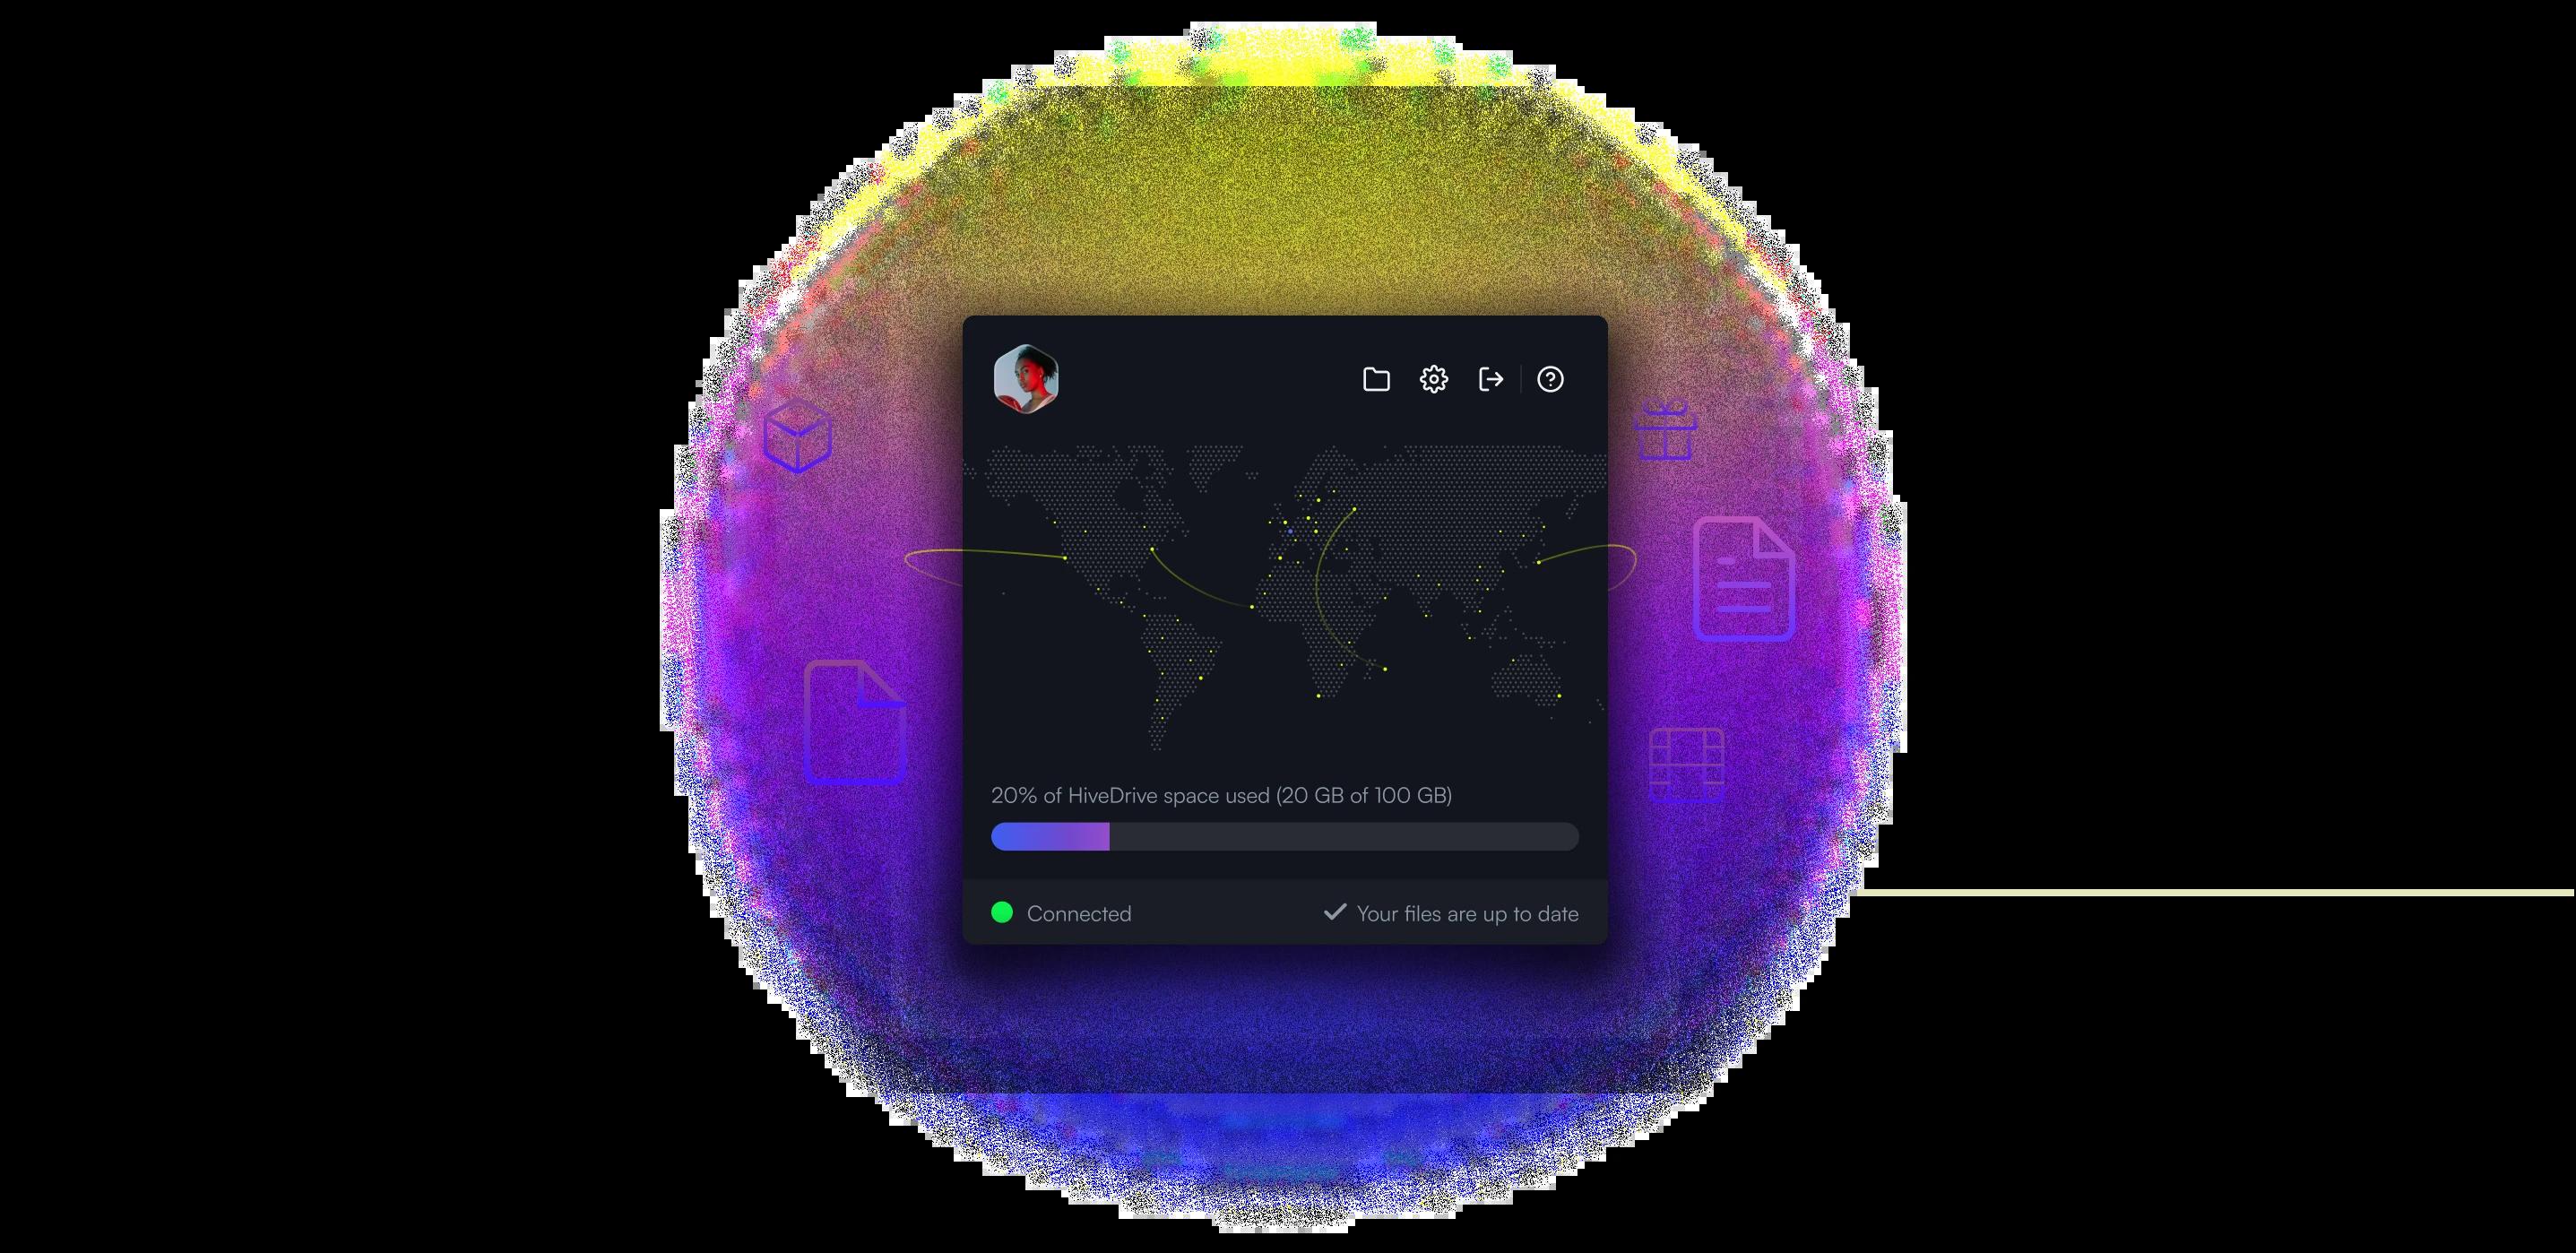 20% of HiveDrive space used (20 GB of 100 GB)
Connected
Your files are up to date